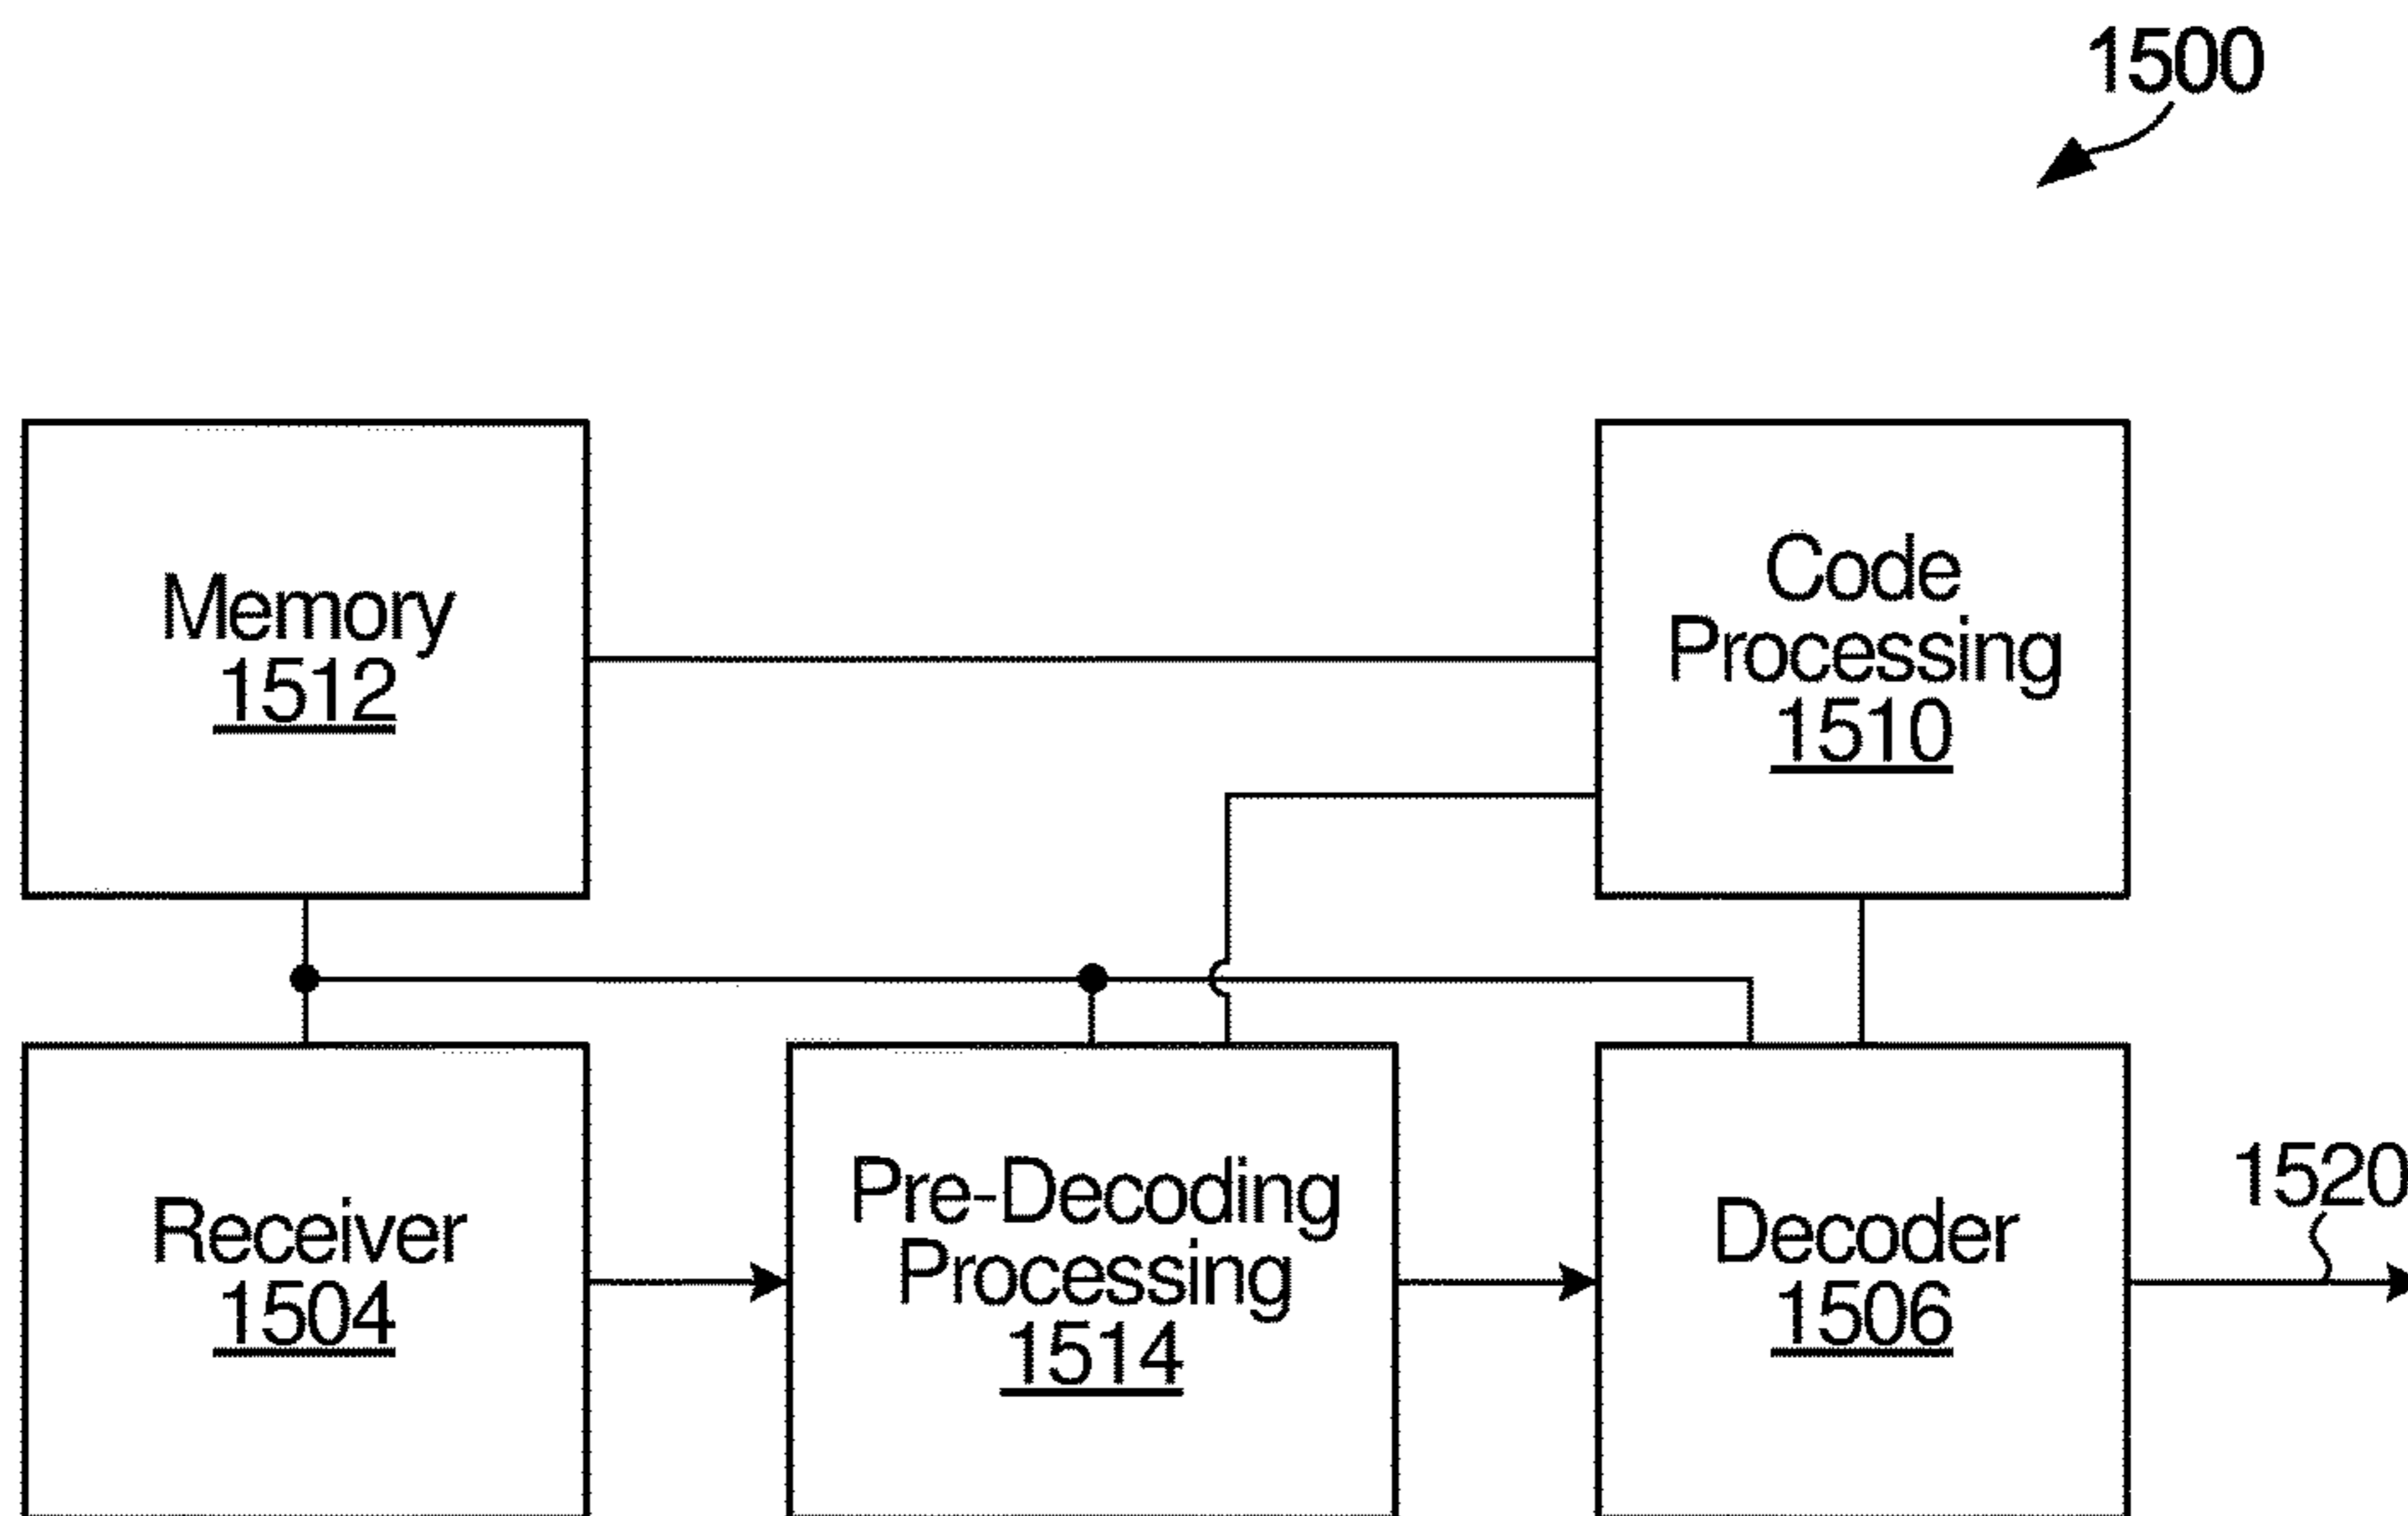 1500
Memory
1512
Code
Processing
1510
Receiver
1504
Pre-Decoding
Processing
1514
Decoder
1506
1520